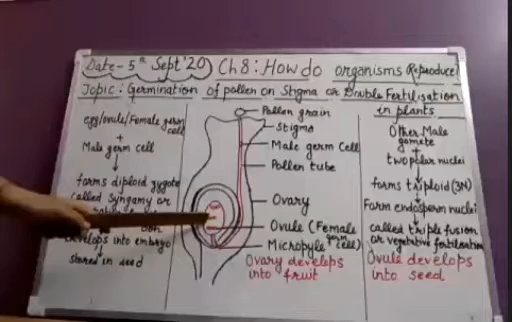 Date - 5th Sept'20
Ch8: How do organisms Reproduce
Topic: Germination of pollen on Stigma or Double Fertilisation in plants
egg/ovule/Female germ cell
+
Male germ cell
↓
forms diploid zygote
called Syngamy or
develops into embryo
↓
stored in seed
Pollen grain
Stigma
Male germ Cell
Pollen tube
Ovary
Ovule (Female germ cell)
Micropyle
Ovary develops
into fruit
Other Male
gamete
+
two polar nuclei
↓
forms triploid (3N)
↓
Form endosperm nuclei
called triple fusion
or vegetative fertilisation
Ovule develops
into seed